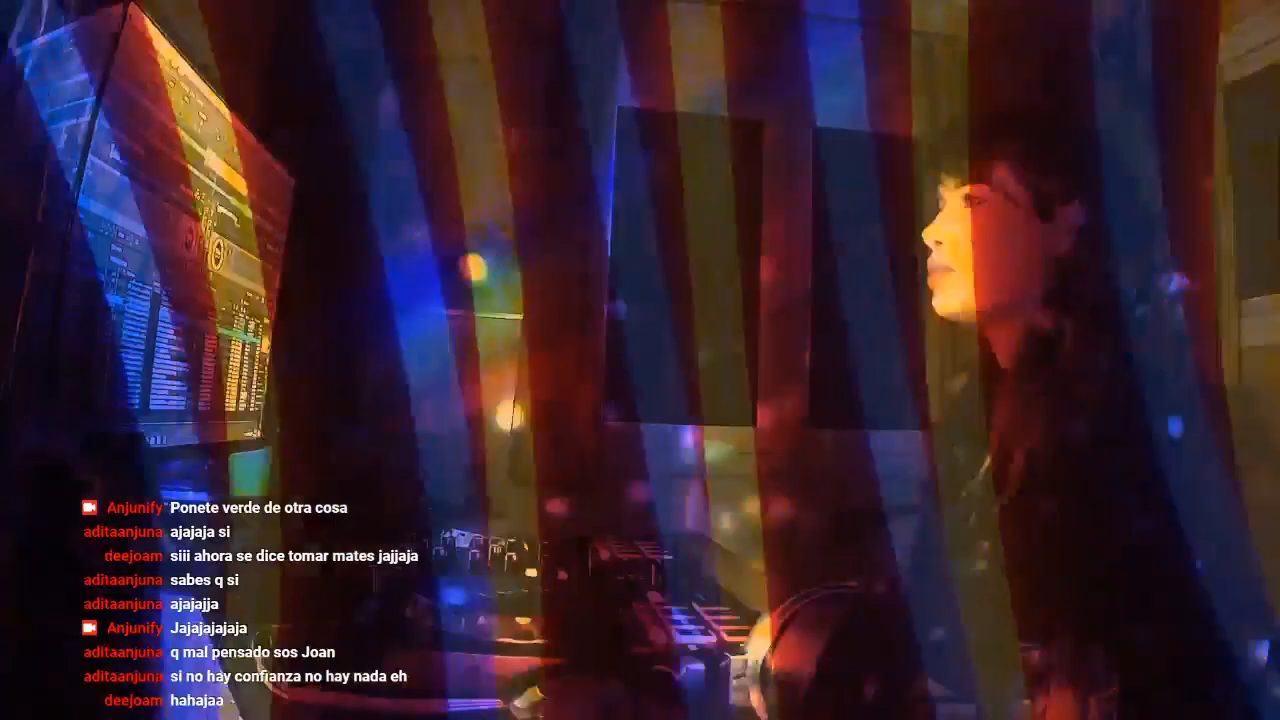 Anjunify Ponete verde de otra cosa
aditaanjuna ajajaja si
deejoam siii ahora se dice tomar mates jajjaja
aditaanjuna sabes q si
aditaanjuna ajajajja
Anjunify Jajajajajaja
aditaanjuna q mal pensado sos Joan
aditaanjuna si no hay confianza no hay nada eh
deejoam hahajaa